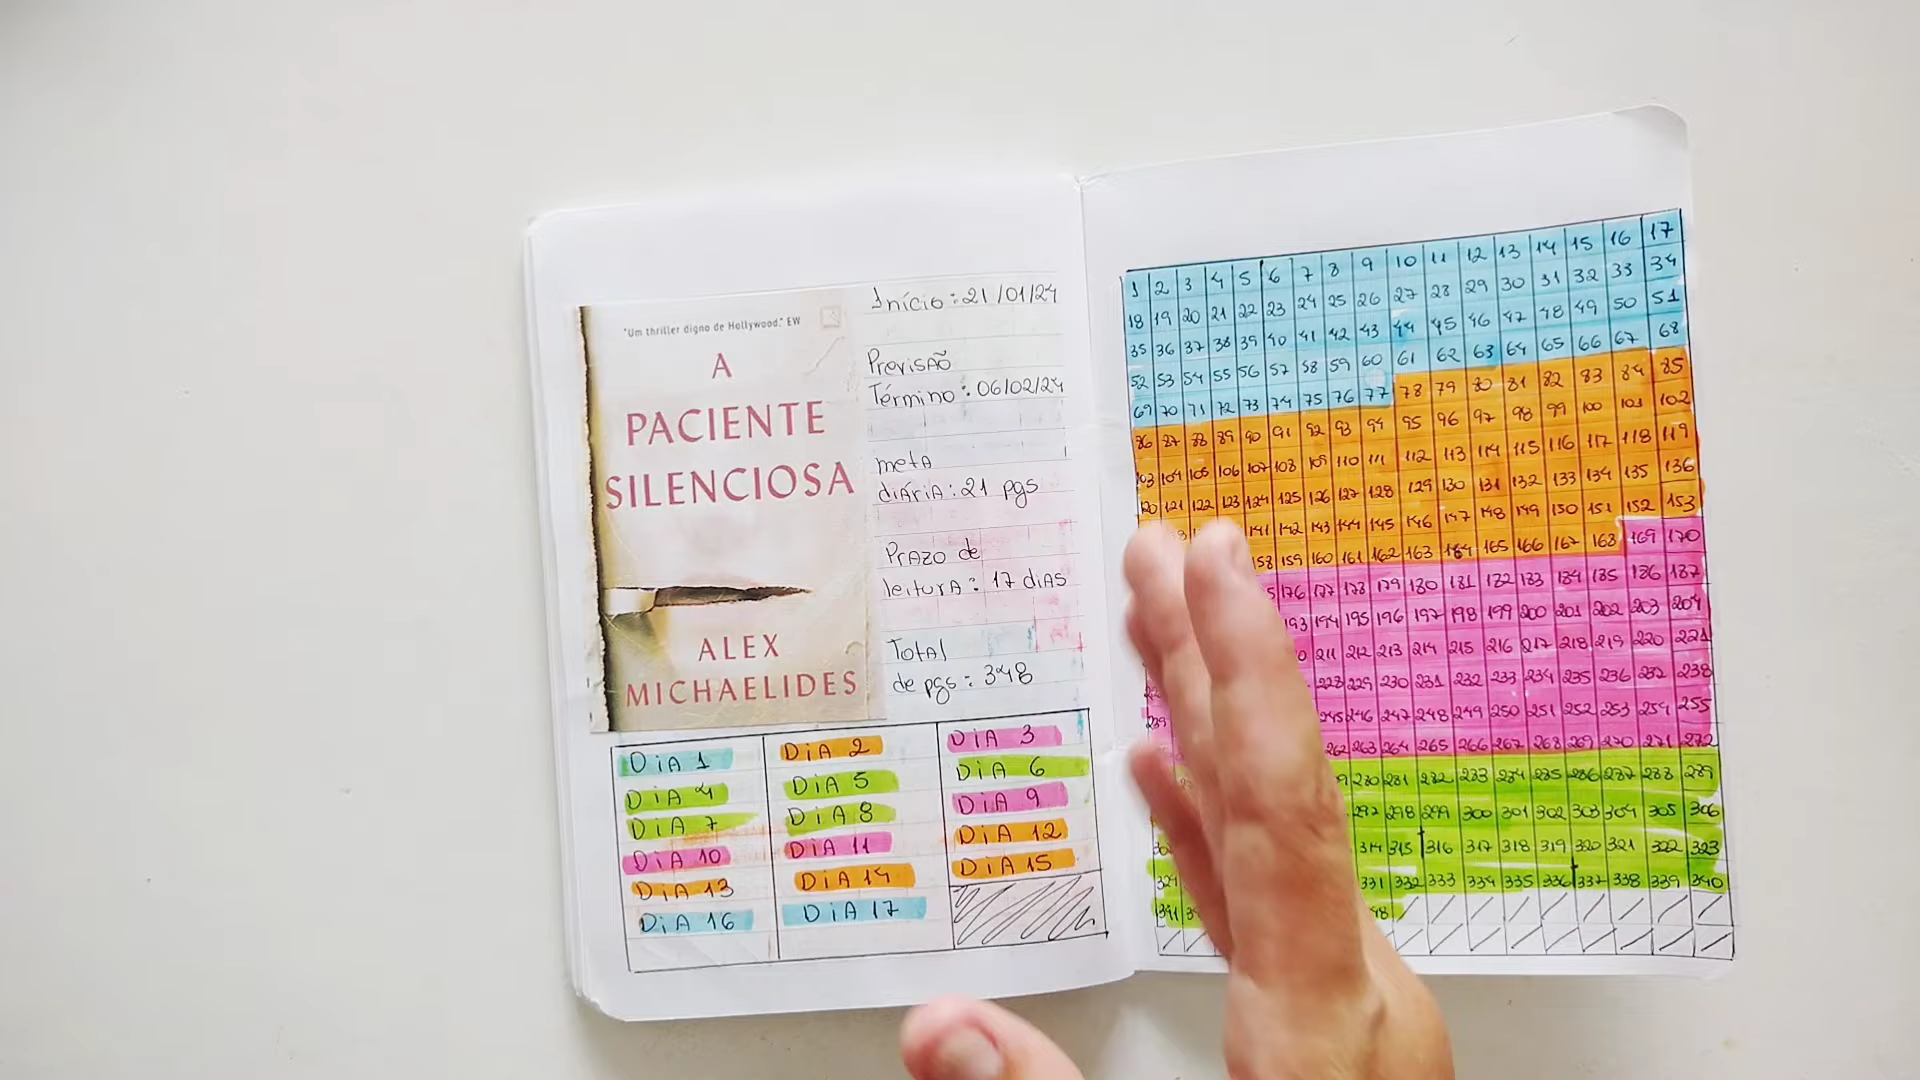 "Um thriller digno de Hollywood." EW
A
PACIENTE
SILENCIOSA
ALEX
MICHAELIDES
Início: 21/01/24
Previsão
Término: 06/02/24
metA
diÁriA: 21 pgs
PrAzo de
leiturA: 17 diAs
TotAl
de pgs: 348
DiA 1 DiA 2 DiA 3
DiA 4 DiA 5 DiA 6
DiA 7 DiA 8 DiA 9
DiA 10 DiA 11 DiA 12
DiA 13 DiA 14 DiA 15
DiA 16 DiA 17
1 2 3 4 5 6 7 8 9 10 11 12 13 14 15 16 17
18 19 20 21 22 23 24 25 26 27 28 29 30 31 32 33 34
35 36 37 38 39 40 41 42 43 44 45 46 47 48 49 50 51
52 53 54 55 56 57 58 59 60 61 62 63 64 65 66 67 68
69 70 71 72 73 74 75 76 77 78 79 80 81 82 83 84 85
86 87 88 89 90 91 92 93 94 95 96 97 98 99 100 101 102
103 104 105 106 107 108 109 110 111 112 113 114 115 116 117 118 119
120 121 122 123 124 125 126 127 128 129 130 131 132 133 134 135 136
141 142 143 144 145 146 147 148 149 150 151 152 153
158 159 160 161 162 163 164 165 166 167 168 169 170
176 177 178 179 180 181 182 183 184 185 186 187
193 194 195 196 197 198 199 200 201 202 203 204
211 212 213 214 215 216 217 218 219 220 221
228 229 230 231 232 233 234 235 236 237 238
239 245 246 247 248 249 250 251 252 253 254 255
262 263 264 265 266 267 268 269 270 271 272
280 281 282 283 284 285 286 287 288 289
297 298 299 300 301 302 303 304 305 306
314 315 316 317 318 319 320 321 322 323
324 331 332 333 334 335 336 337 338 339 340
341